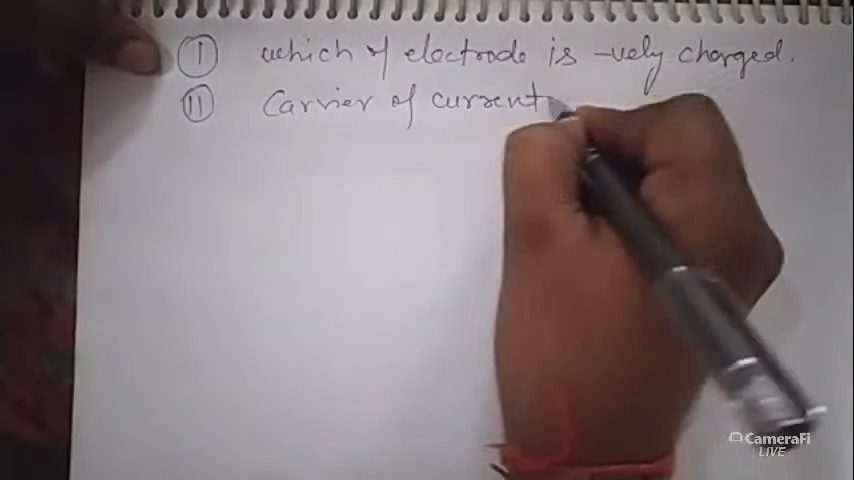 I which of electrode is -vely charged.
II Carrier of current
CameraFi
LIVE